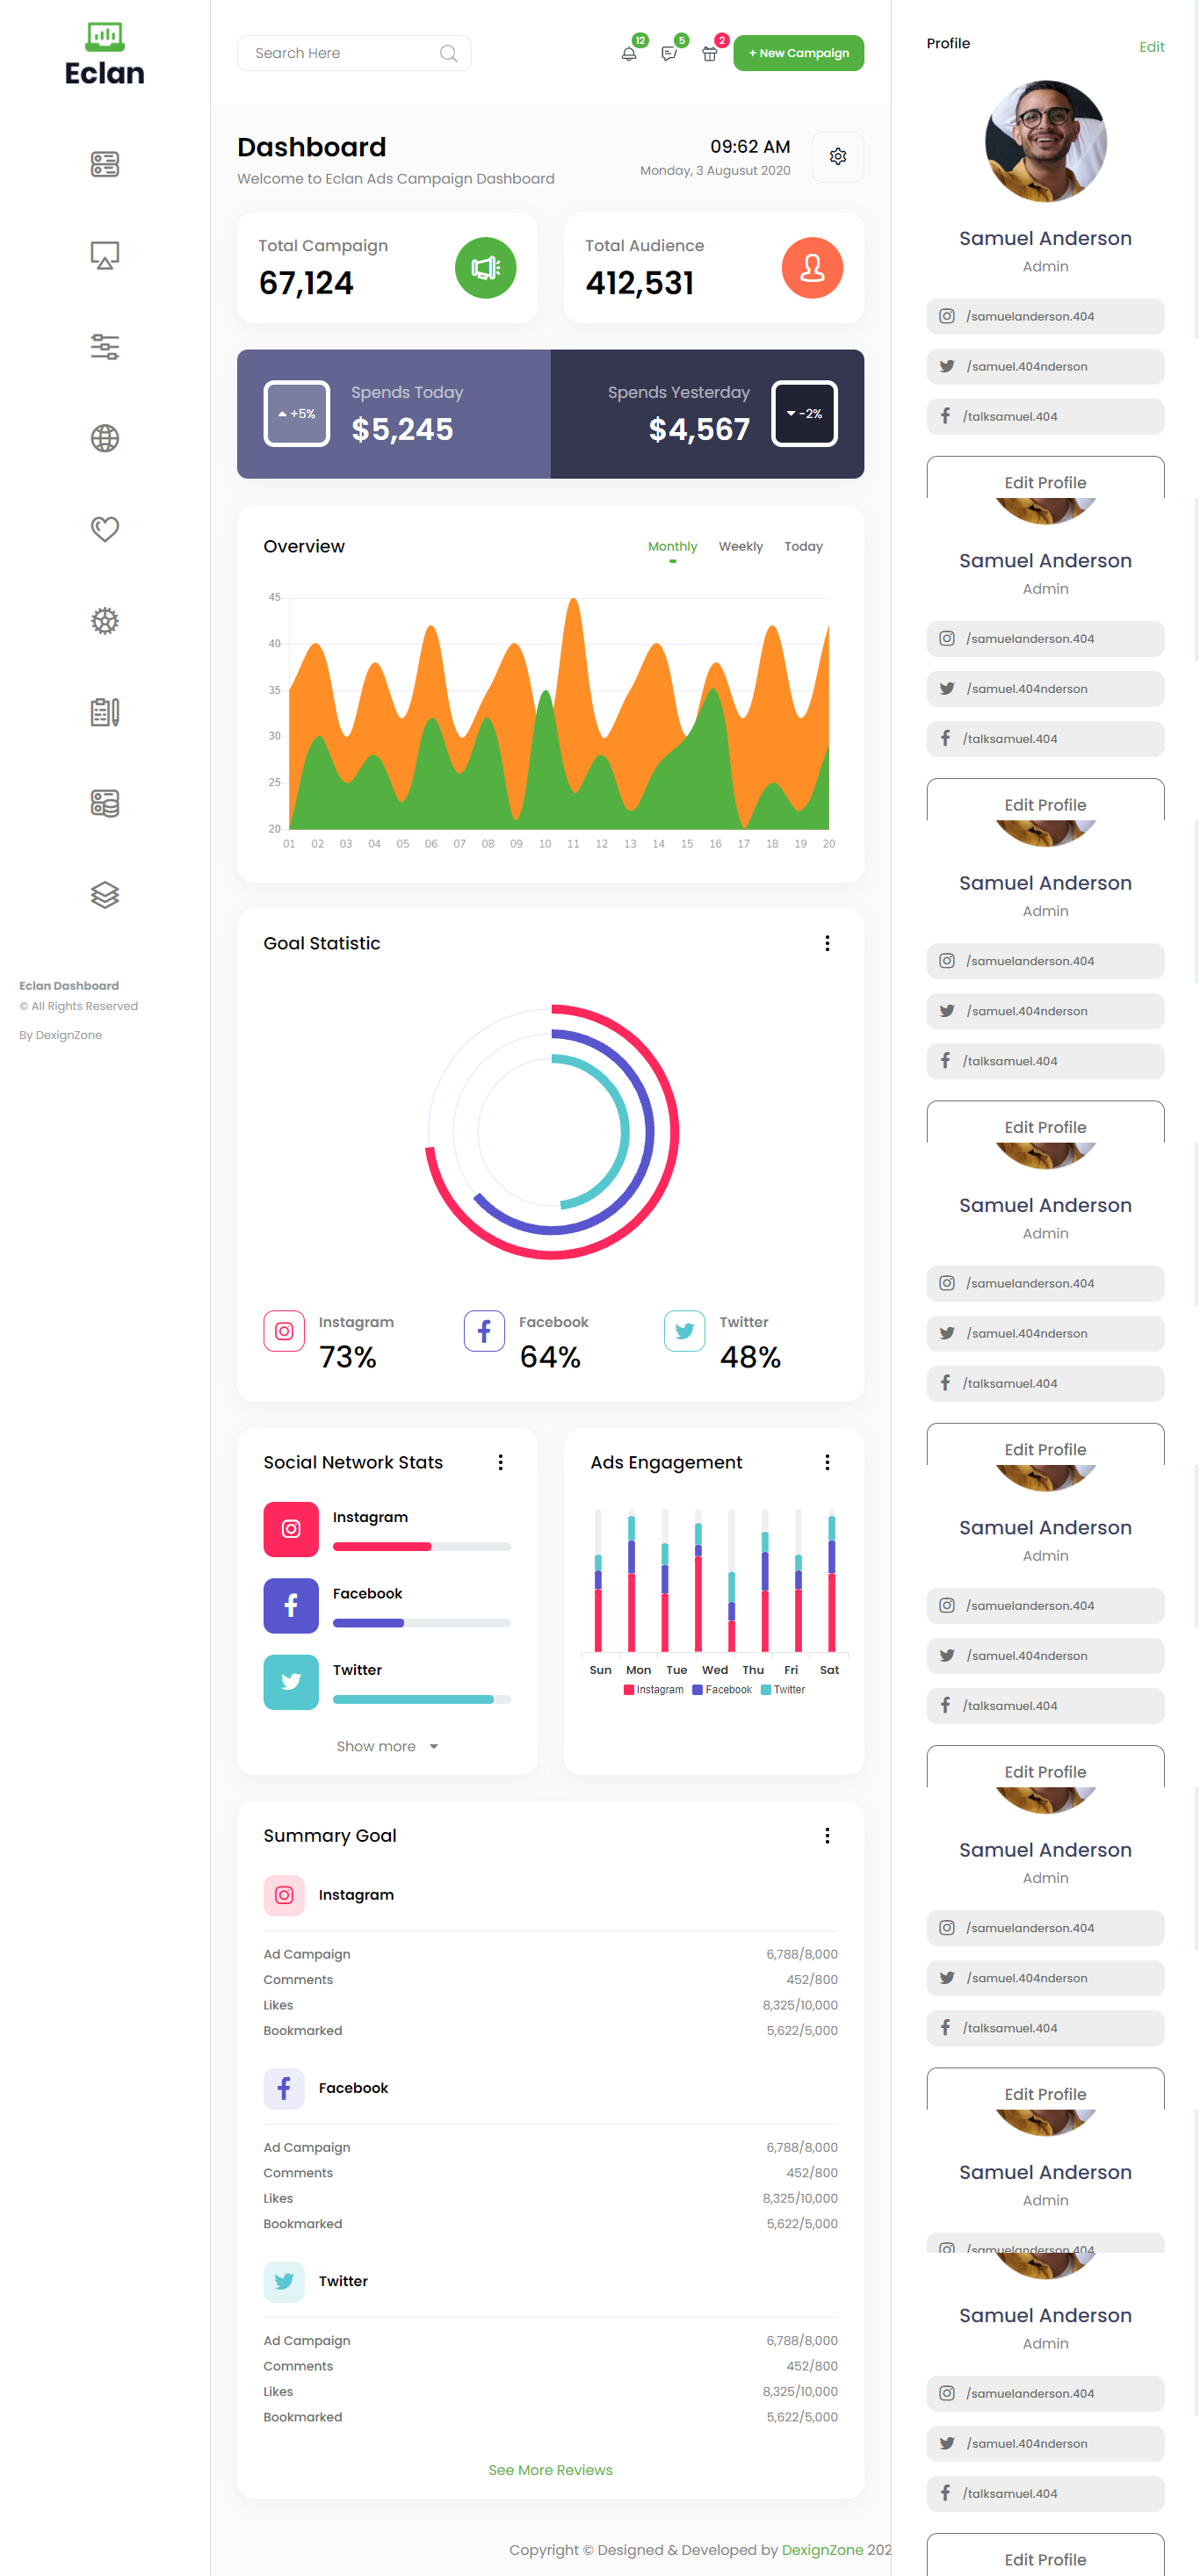 Eclan
Eclan Dashboard
© All Rights Reserved
By DexignZone
Search Here
12
5
2
+ New Campaign
Dashboard
Welcome to Eclan Ads Campaign Dashboard
09:62 AM
Monday, 3 Augusut 2020
Total Campaign
67,124
Total Audience
412,531
+5%
Spends Today
$5,245
Spends Yesterday
$4,567
-2%
Overview
Monthly Weekly Today
45
40
35
30
25
20
01 02 03 04 05 06 07 08 09 10 11 12 13 14 15 16 17 18 19 20
Goal Statistic
Instagram
73%
Facebook
64%
Twitter
48%
Social Network Stats
Instagram
Facebook
Twitter
Show more
Ads Engagement
Sun Mon Tue Wed Thu Fri Sat
Instagram Facebook Twitter
Summary Goal
Instagram
Ad Campaign 6,788/8,000
Comments 452/800
Likes 8,325/10,000
Bookmarked 5,622/5,000
Facebook
Ad Campaign 6,788/8,000
Comments 452/800
Likes 8,325/10,000
Bookmarked 5,622/5,000
Twitter
Ad Campaign 6,788/8,000
Comments 452/800
Likes 8,325/10,000
Bookmarked 5,622/5,000
See More Reviews
Copyright © Designed & Developed by DexignZone 202
Profile
Edit
Samuel Anderson
Admin
/samuelanderson.404
/samuel.404nderson
/talksamuel.404
Edit Profile
Samuel Anderson
Admin
/samuelanderson.404
/samuel.404nderson
/talksamuel.404
Edit Profile
Samuel Anderson
Admin
/samuelanderson.404
/samuel.404nderson
/talksamuel.404
Edit Profile
Samuel Anderson
Admin
/samuelanderson.404
/samuel.404nderson
/talksamuel.404
Edit Profile
Samuel Anderson
Admin
/samuelanderson.404
/samuel.404nderson
/talksamuel.404
Edit Profile
Samuel Anderson
Admin
/samuelanderson.404
/samuel.404nderson
/talksamuel.404
Edit Profile
Samuel Anderson
Admin
/samuelanderson.404
Samuel Anderson
Admin
/samuelanderson.404
/samuel.404nderson
/talksamuel.404
Edit Profile